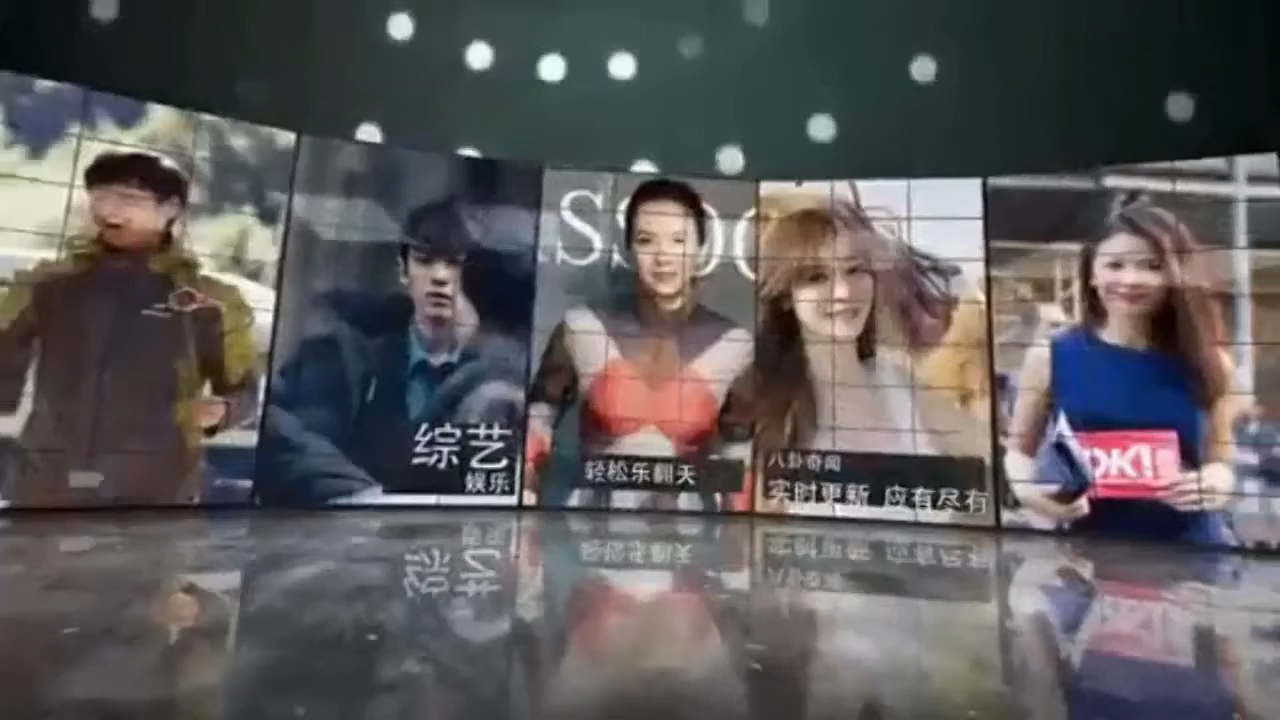 综艺
娱乐
轻松乐翻天
八卦奇闻
实时更新 应有尽有
OK!